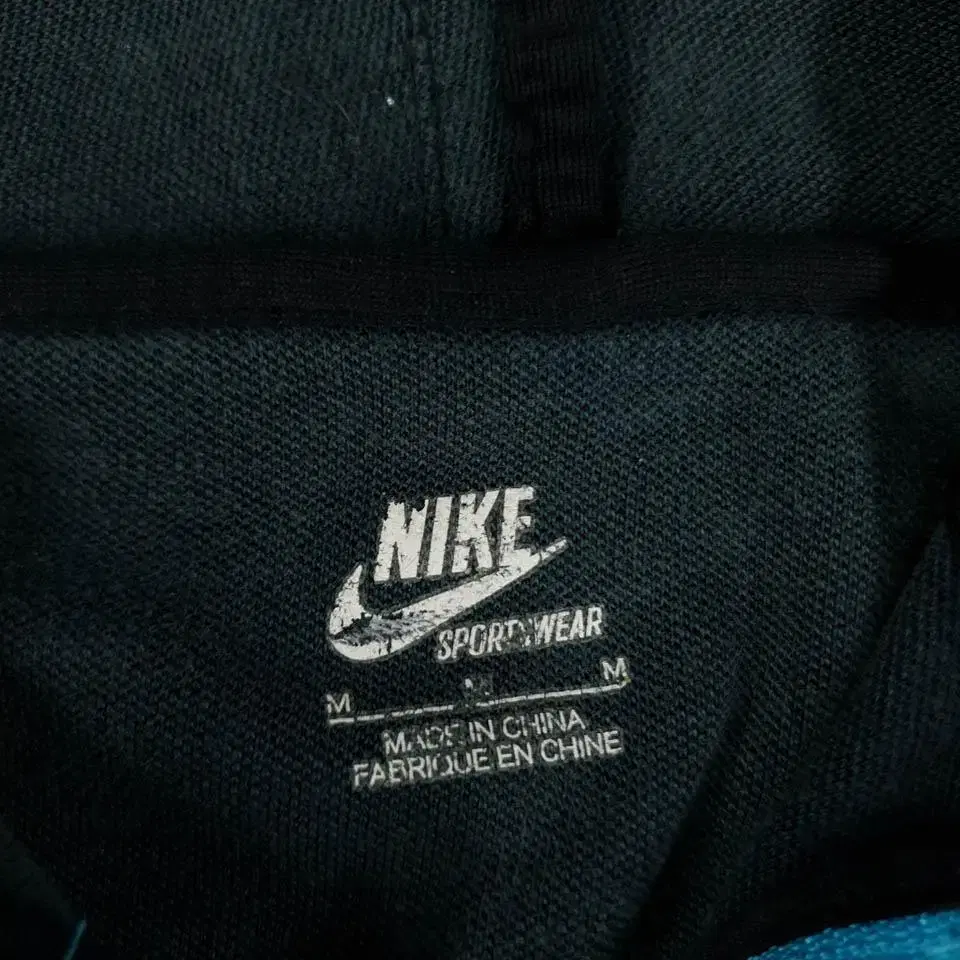 NIKE
SPORTSWEAR
M M M
MADE IN CHINA
FABRIQUE EN CHINE